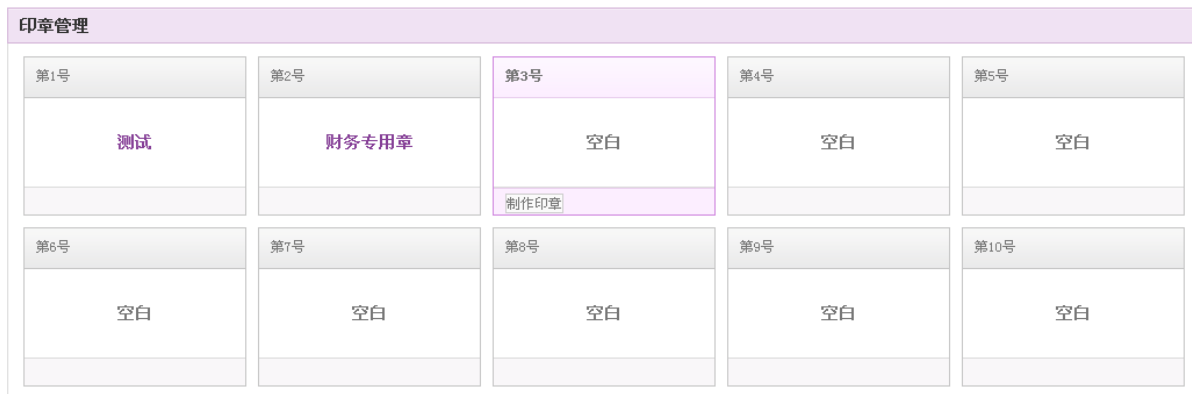 印章管理
第1号 第2号 第3号 第4号 第5号
测试 财务专用章 空白 空白 空白
制作印章
第6号 第7号 第8号 第9号 第10号
空白 空白 空白 空白 空白